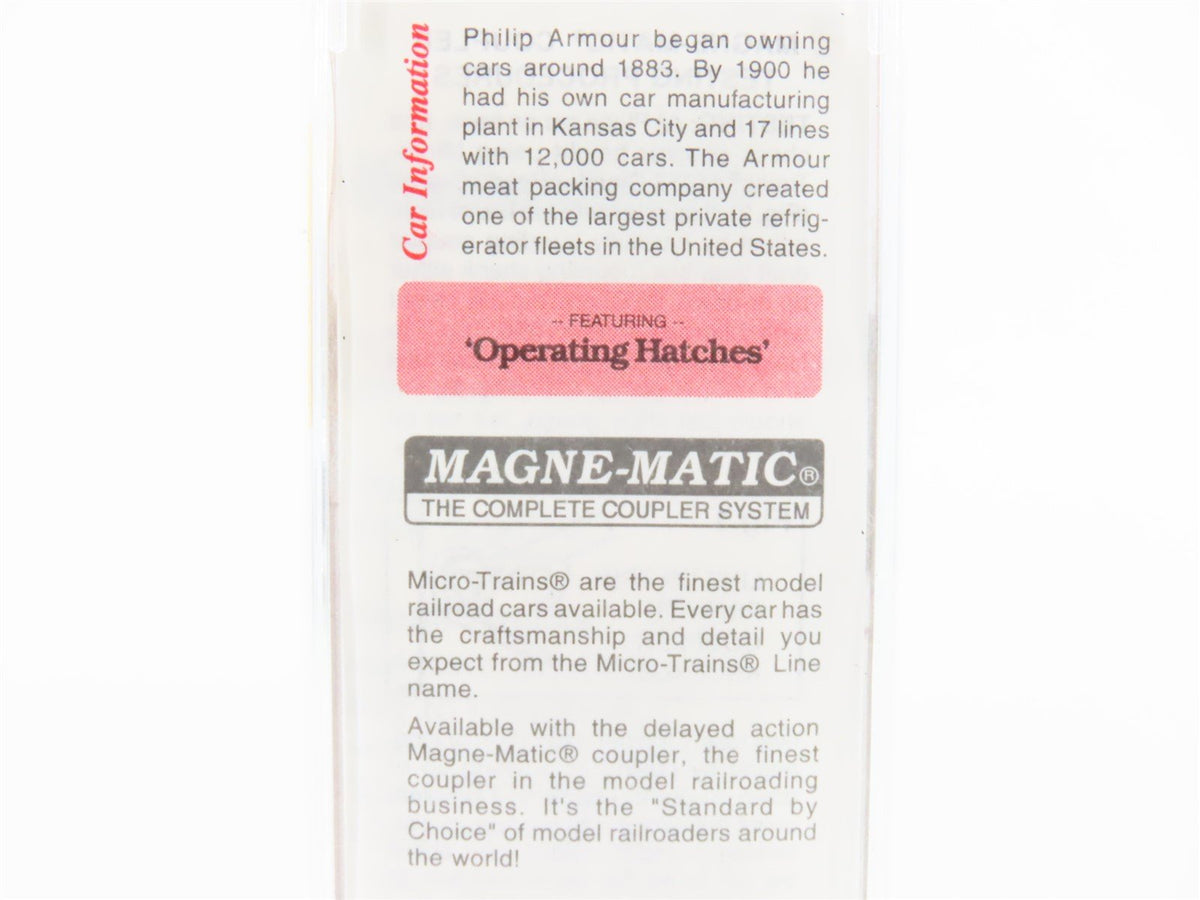 Car Information
Philip Armour began owning
cars around 1883. By 1900 he
had his own car manufacturing
plant in Kansas City and 17 lines
with 12,000 cars. The Armour
meat packing company created
one of the largest private refrig-
erator fleets in the United States.
-- FEATURING --
'Operating Hatches'
MAGNE-MATIC®
THE COMPLETE COUPLER SYSTEM
Micro-Trains® are the finest model
railroad cars available. Every car has
the craftsmanship and detail you
expect from the Micro-Trains® Line
name.
Available with the delayed action
Magne-Matic® coupler, the finest
coupler in the model railroading
business. It's the "Standard by
Choice" of model railroaders around
the world!